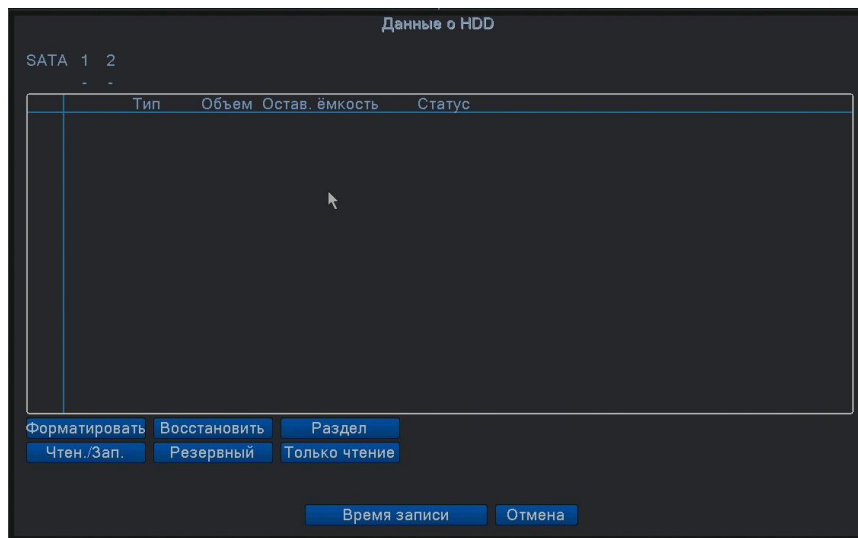 Данные о HDD
SATA 1 2
- -
Тип Объем Остав. ёмкость Статус
Форматировать Восстановить Раздел
Чтен./Зап. Резервный Только чтение
Время записи Отмена